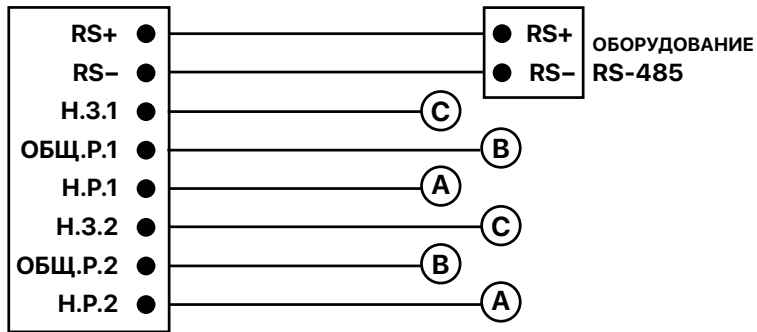 RS+
RS+
ОБОРУДОВАНИЕ
RS–
RS–
RS-485
Н.З.1
C
ОБЩ.Р.1
B
Н.Р.1
A
Н.З.2
C
ОБЩ.Р.2
B
Н.Р.2
A